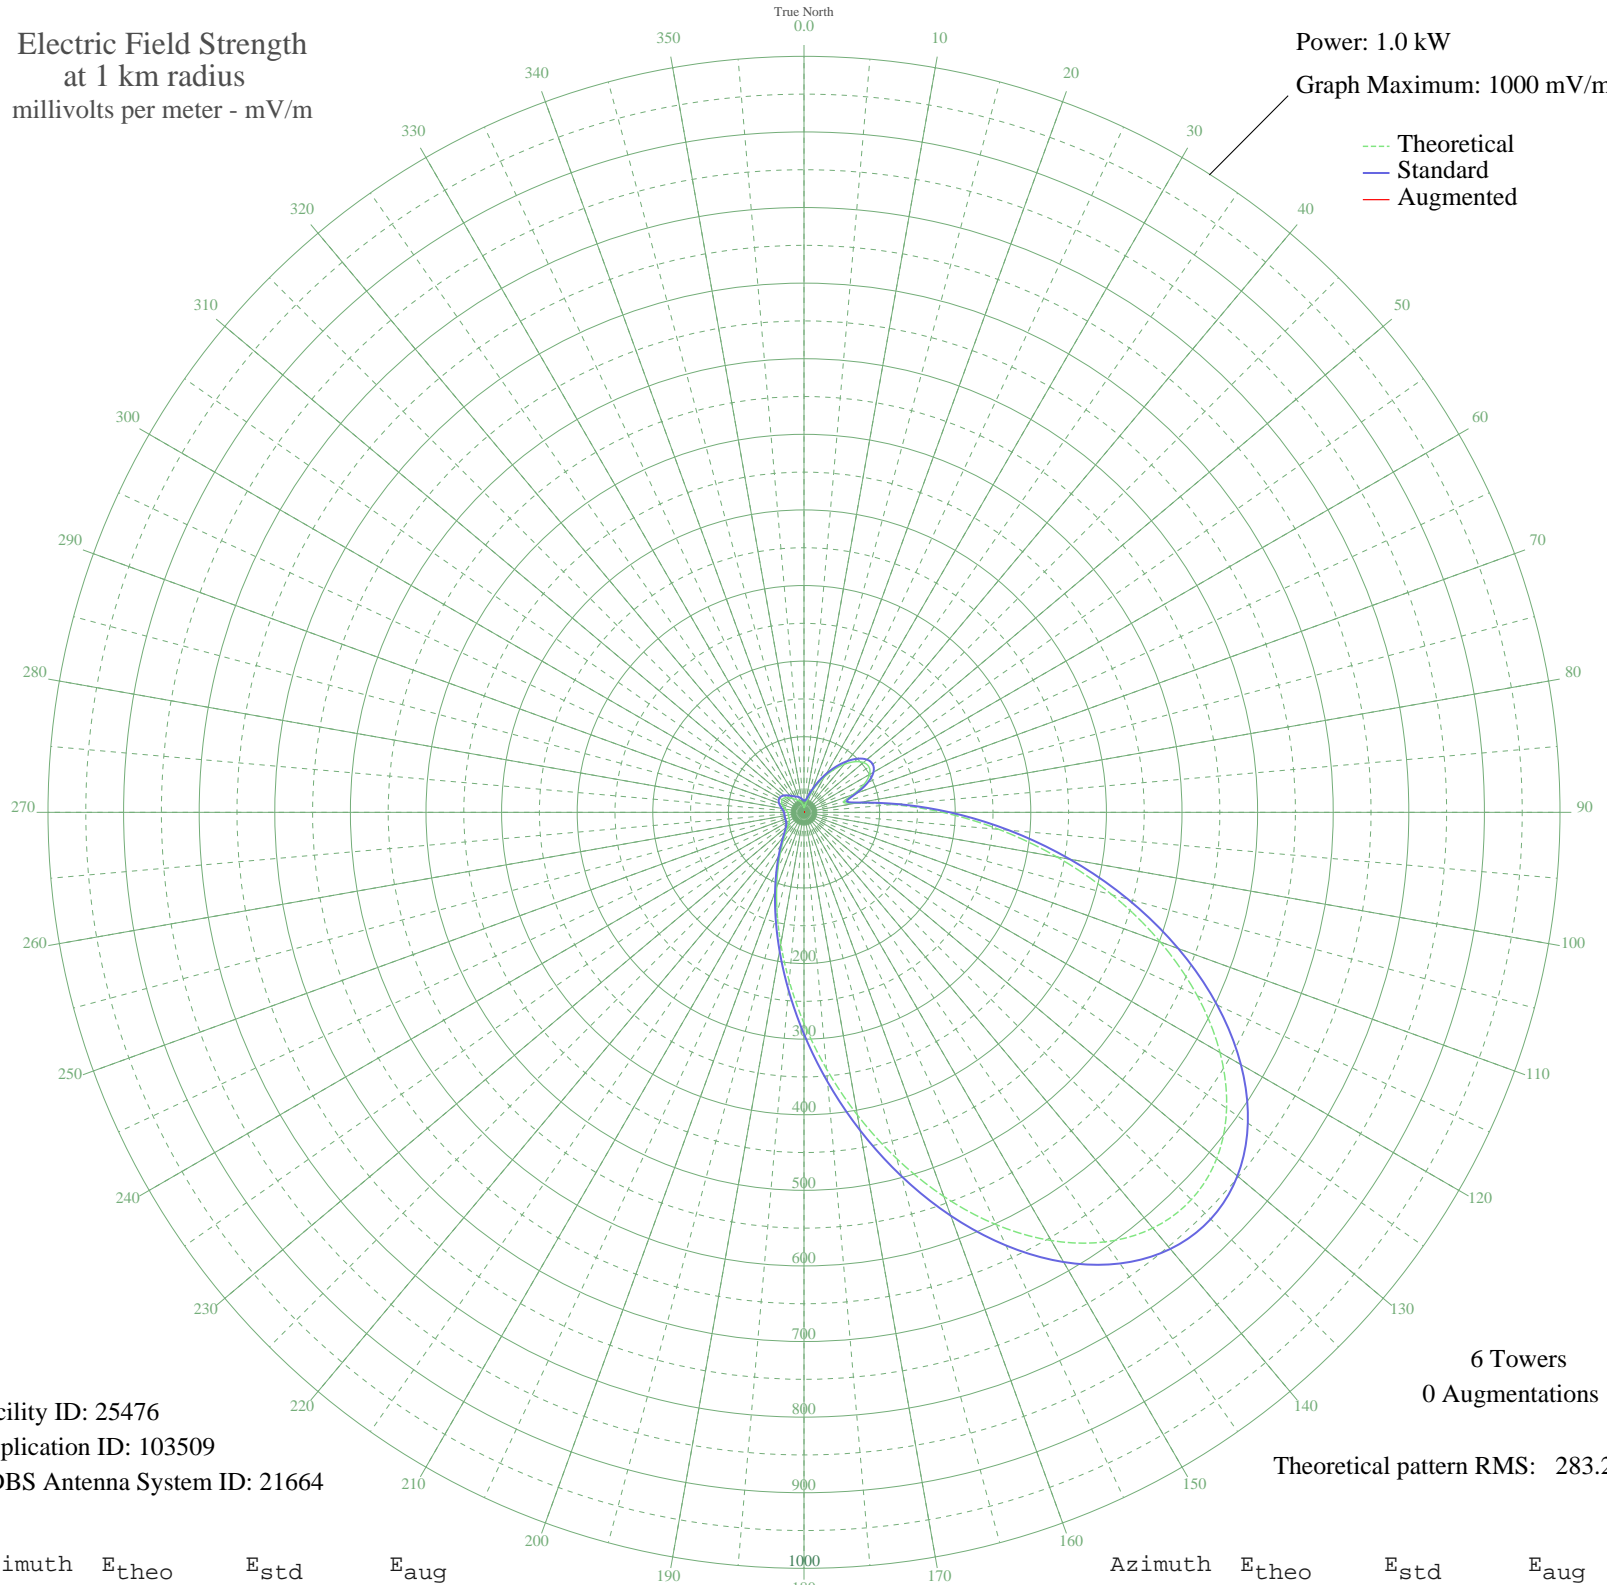 True North
Electric Field Strength
at 1 km radius
millivolts per meter - mV/m
Power: 1.0 kW
Graph Maximum: 1000 mV/m
Theoretical
Standard
Augmented
0.0
10
20
30
40
50
60
70
80
90
100
110
120
130
140
150
160
170
190
200
210
220
230
240
250
260
270
280
290
300
310
320
330
340
350
200
300
400
500
600
700
800
900
1000
6 Towers
0 Augmentations
Theoretical pattern RMS: 283.2
cility ID: 25476
plication ID: 103509
DBS Antenna System ID: 21664
imuth Etheo Estd Eaug
Azimuth Etheo Estd Eaug